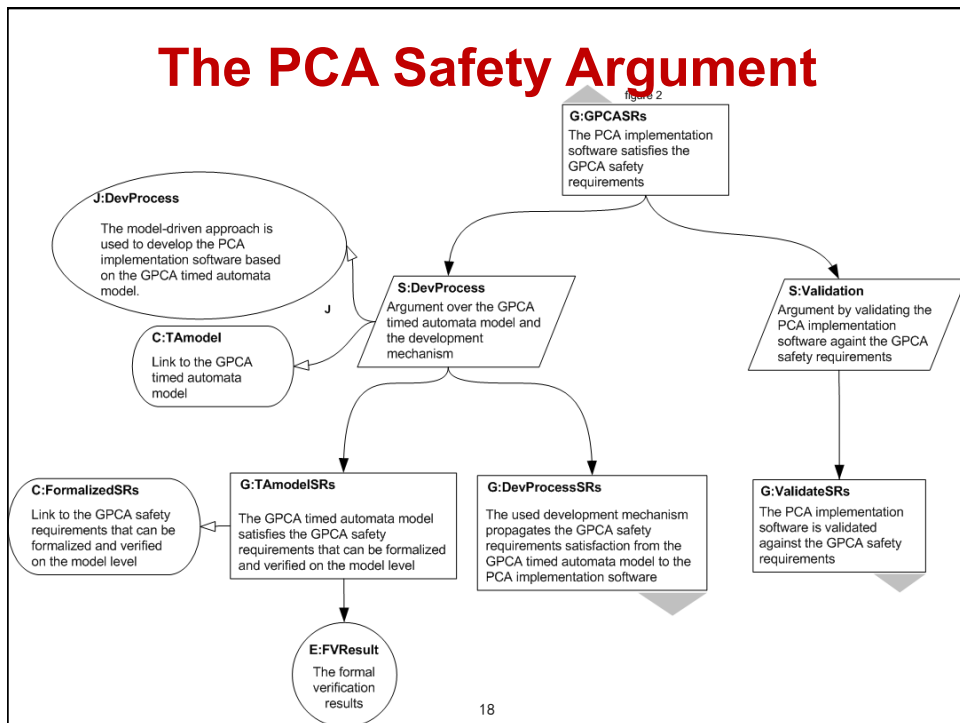 The PCA Safety Argument
figure 2
G:GPCASRs
The PCA implementation
software satisfies the
GPCA safety
requirements
J:DevProcess
The model-driven approach is
used to develop the PCA
implementation software based
on the GPCA timed automata
model.
S:DevProcess
Argument over the GPCA
timed automata model and
the development
mechanism
S:Validation
Argument by validating the
PCA implementation
software againt the GPCA
safety requirements
J
C:TAmodel
Link to the GPCA
timed automata
model
C:FormalizedSRs
Link to the GPCA safety
requirements that can be
formalized and verified
on the model level
G:TAmodelSRs
The GPCA timed automata model
satisfies the GPCA safety
requirements that can be formalized
and verified on the model level
G:DevProcessSRs
The used development mechanism
propagates the GPCA safety
requirements satisfaction from the
GPCA timed automata model to the
PCA implementation software
G:ValidateSRs
The PCA implementation
software is validated
against the GPCA safety
requirements
E:FVResult
The formal
verification
results
18